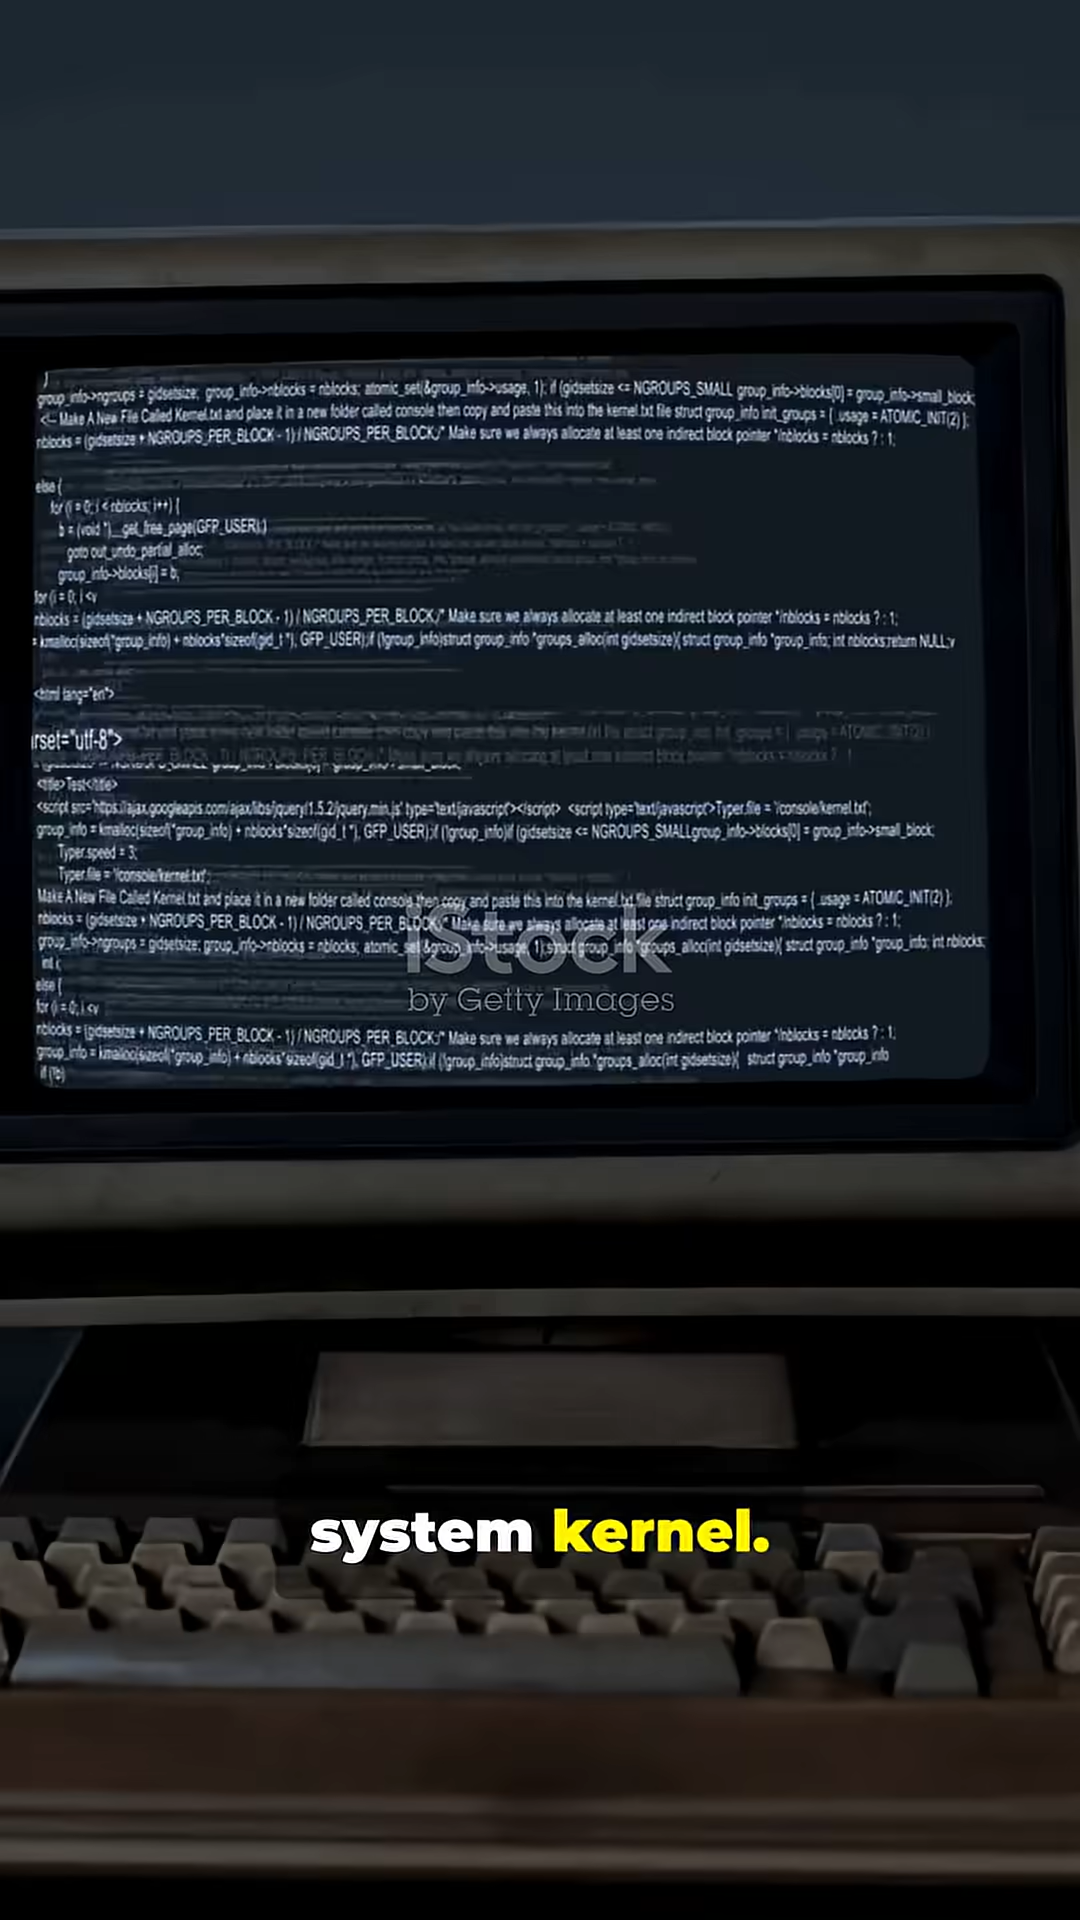 }
group_info->ngroups = gidsetsize; group_info->nblocks = nblocks; atomic_set(&group_info->usage, 1); if (gidsetsize <= NGROUPS_SMALL group_info->blocks[0] = group_info->small_block;
<!-- Make A New File Called Kernel.txt and place it in a new folder called console then copy and paste this into the kernel.txt file struct group_info init_groups = { .usage = ATOMIC_INIT(2) };
nblocks = (gidsetsize + NGROUPS_PER_BLOCK - 1) / NGROUPS_PER_BLOCK;/* Make sure we always allocate at least one indirect block pointer */nblocks = nblocks ? : 1;
else {
for (i = 0; i < nblocks; i++) {
b = (void *)__get_free_page(GFP_USER);}
goto out_undo_partial_alloc;
group_info->blocks[i] = b;
for (i = 0; i <v
nblocks = (gidsetsize + NGROUPS_PER_BLOCK - 1) / NGROUPS_PER_BLOCK;/* Make sure we always allocate at least one indirect block pointer */nblocks = nblocks ? : 1;
= kmalloc(sizeof(*group_info) + nblocks*sizeof(gid_t *), GFP_USER);if (!group_info)struct group_info *groups_alloc(int gidsetsize){ struct group_info *group_info; int nblocks;return NULL;v
<html lang="en">
rset="utf-8">
<title>Test</title>
<script src='https://ajax.googleapis.com/ajax/libs/jquery/1.5.2/jquery.min.js' type='text/javascript'></script> <script type='text/javascript'>Typer.file = '/console/kernel.txt';
group_info = kmalloc(sizeof(*group_info) + nblocks*sizeof(gid_t *), GFP_USER);if (!group_info)if (gidsetsize <= NGROUPS_SMALLgroup_info->blocks[0] = group_info->small_block;
Typer.speed = 3;
Typer.file = '/console/kernel.txt';
Make A New File Called Kernel.txt and place it in a new folder called console then copy and paste this into the kernel.txt file struct group_info init_groups = { .usage = ATOMIC_INIT(2) };
nblocks = (gidsetsize + NGROUPS_PER_BLOCK - 1) / NGROUPS_PER_BLOCK;/* Make sure we always allocate at least one indirect block pointer */nblocks = nblocks ? : 1;
group_info->ngroups = gidsetsize; group_info->nblocks = nblocks; atomic_set(&group_info->usage, 1);struct group_info *groups_alloc(int gidsetsize){ struct group_info *group_info; int nblocks;
int i;
iStock
by Getty Images
else {
for (i = 0; i <v
nblocks = (gidsetsize + NGROUPS_PER_BLOCK - 1) / NGROUPS_PER_BLOCK;/* Make sure we always allocate at least one indirect block pointer */nblocks = nblocks ? : 1;
group_info = kmalloc(sizeof(*group_info) + nblocks*sizeof(gid_t *), GFP_USER);if (!group_info)struct group_info *groups_alloc(int gidsetsize){ struct group_info *group_info
if (!b)
system kernel.